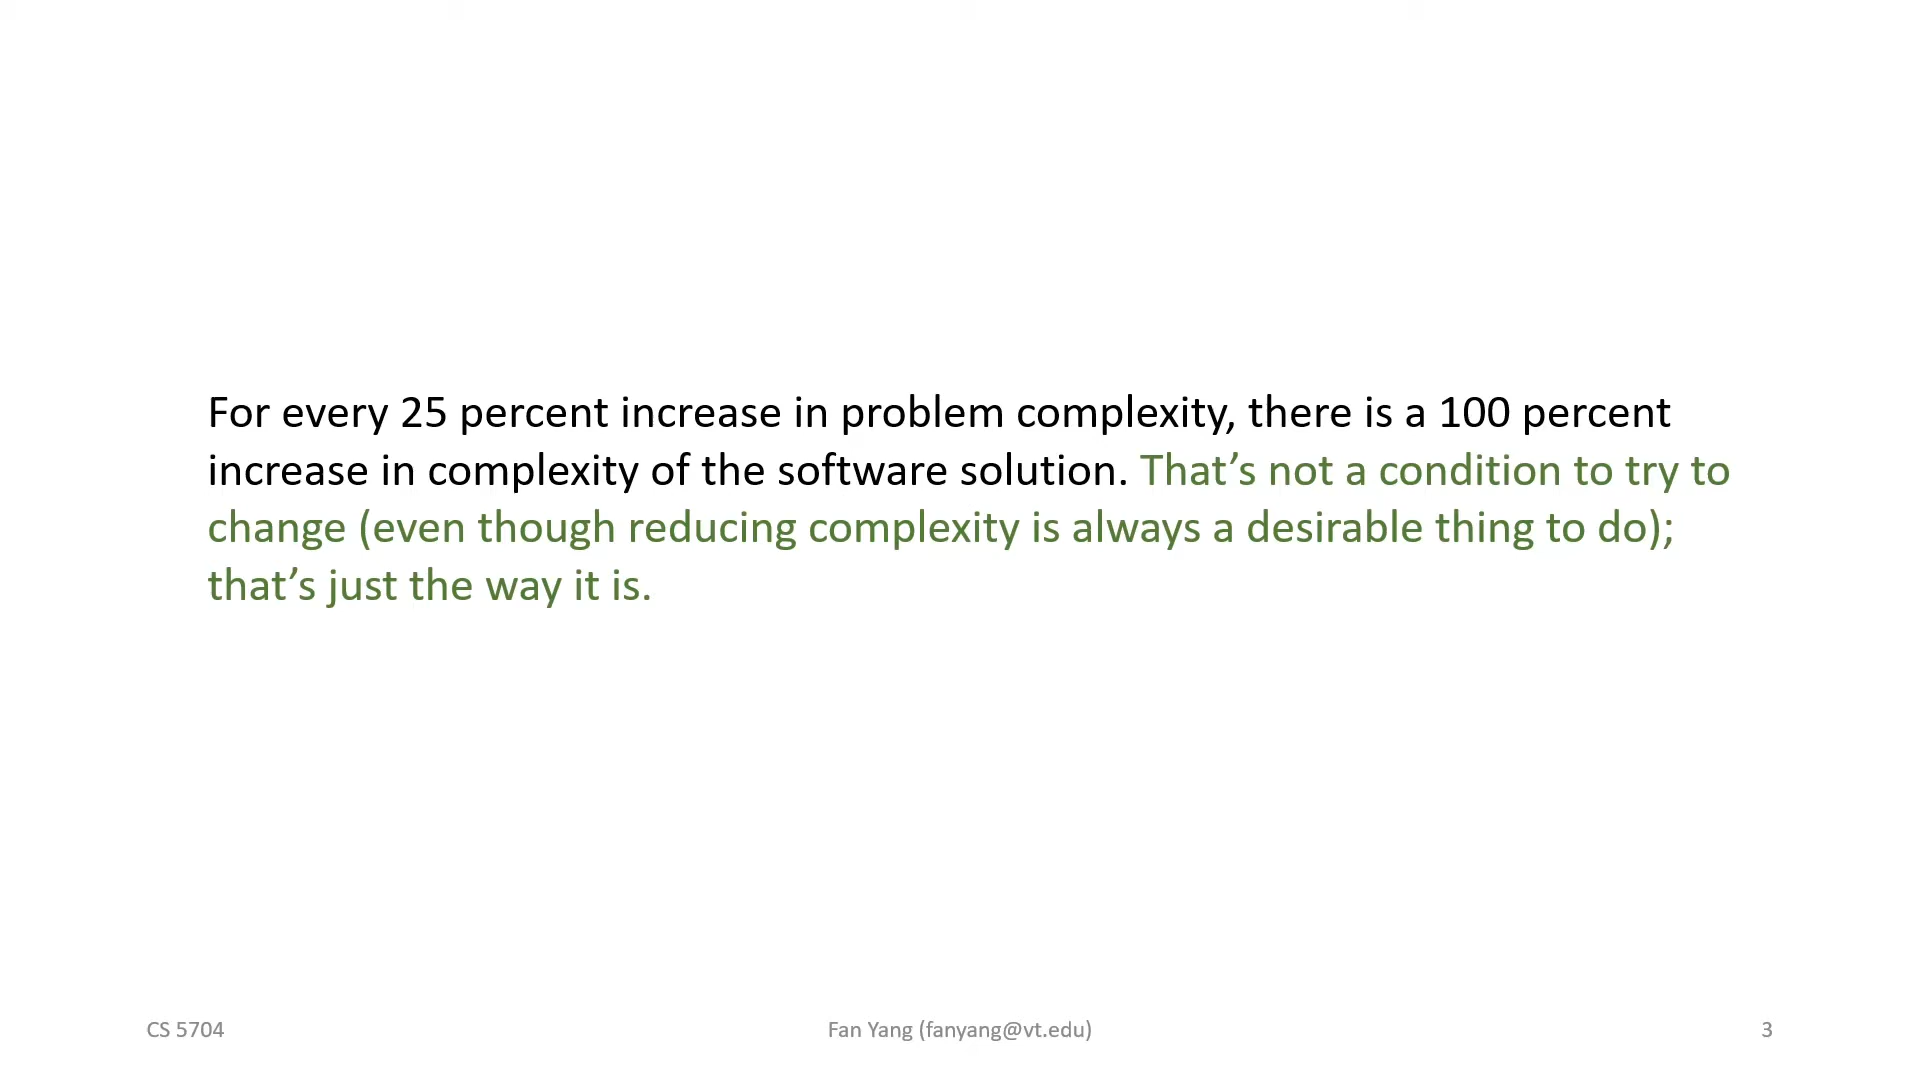 For every 25 percent increase in problem complexity, there is a 100 percent
increase in complexity of the software solution. That’s not a condition to try to
change (even though reducing complexity is always a desirable thing to do);
that’s just the way it is.
CS 5704
Fan Yang (fanyang@vt.edu)
3